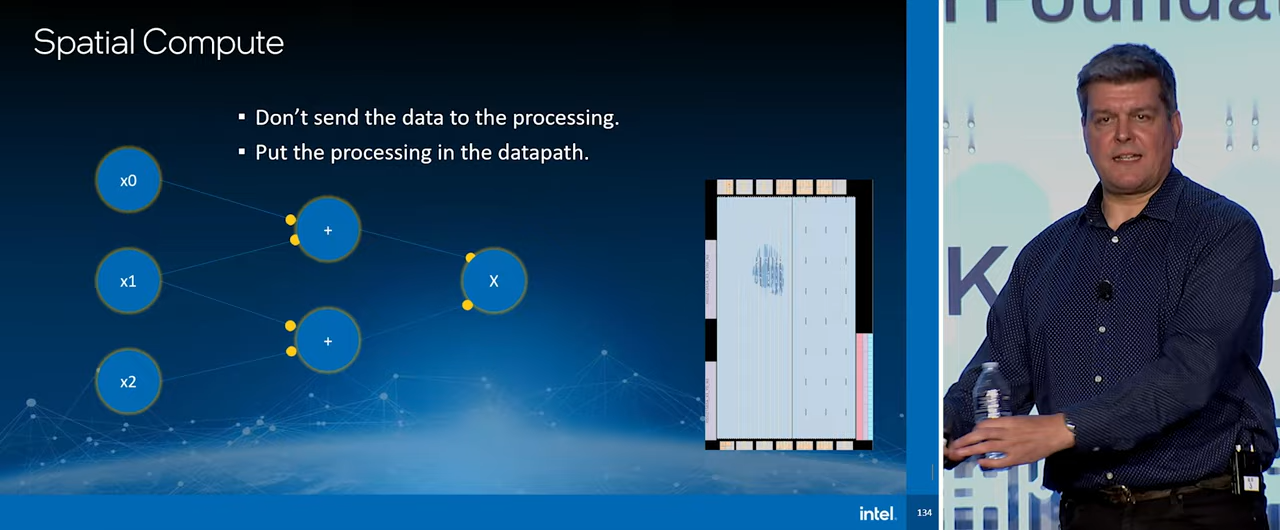 Spatial Compute
▪ Don’t send the data to the processing.
▪ Put the processing in the datapath.
x0
+
x1
X
+
x2
intel.
134
Foundat
K